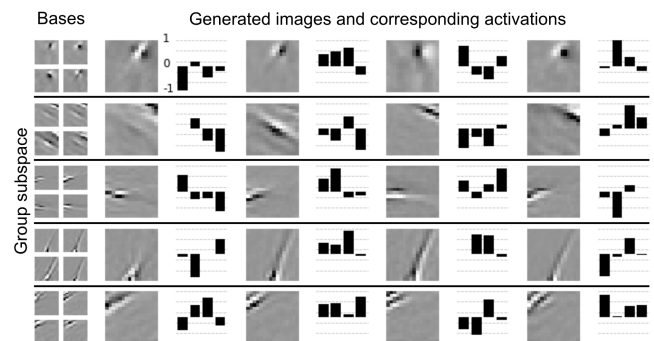 Bases
Generated images and corresponding activations
1
0
-1
Group subspace